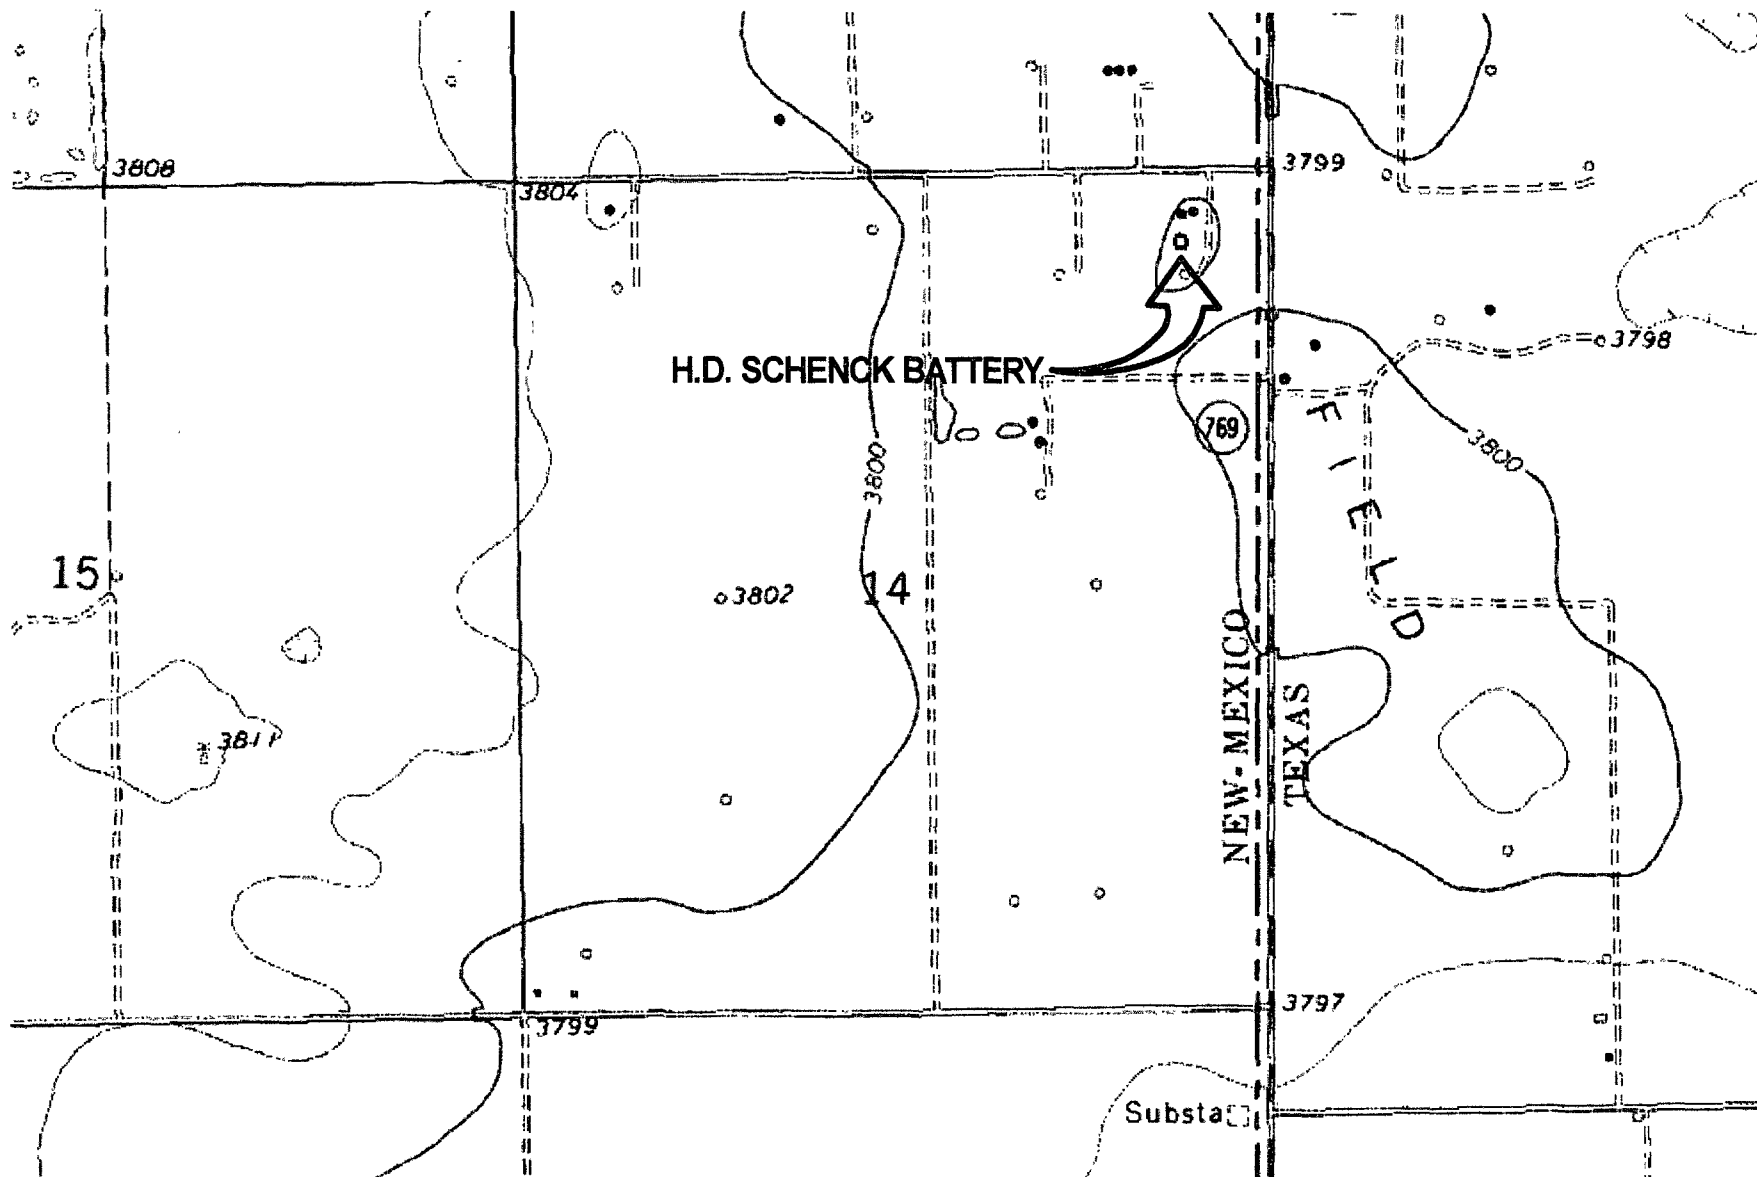 3808
3799
3804
3798
H.D. SCHENCK BATTERY
769
FIELD
3800
3800
15
3802
14
NEW-MEXICO
TEXAS
3811
3797
3799
Substa